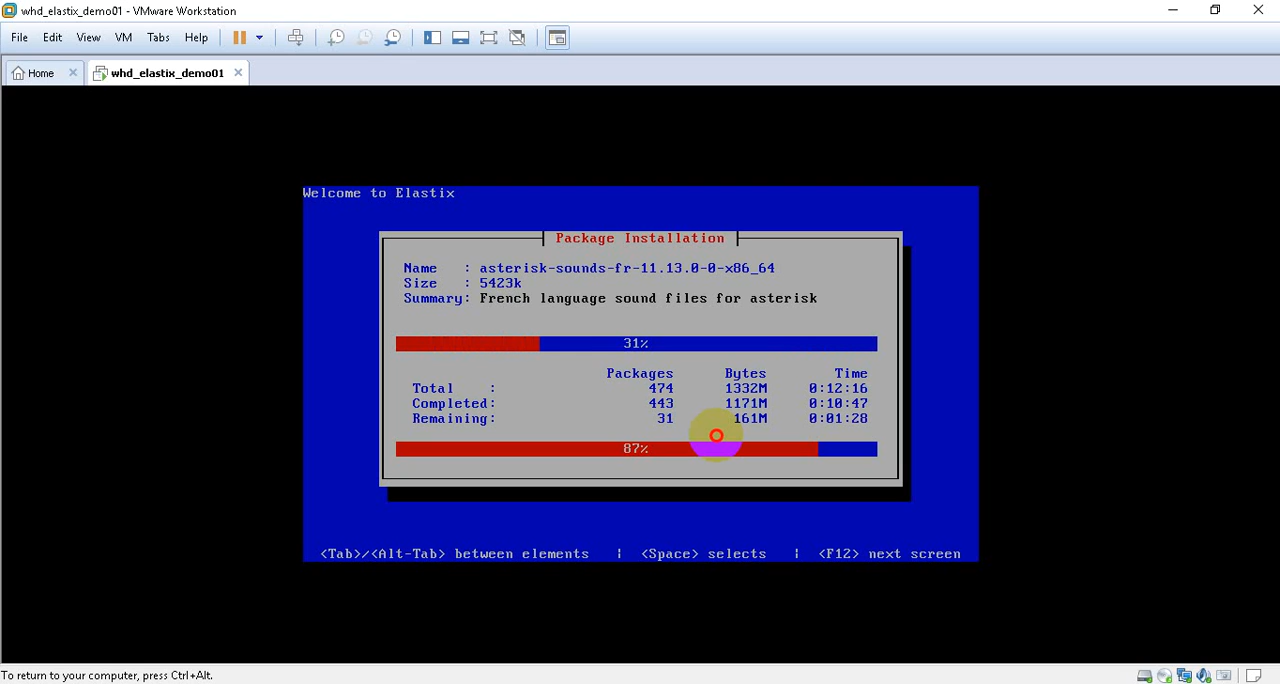 whd_elastix_demo01 - VMware Workstation
File Edit View VM Tabs Help
Home whd_elastix_demo01
Welcome to Elastix
Package Installation
Name : asterisk-sounds-fr-11.13.0-0-x86_64
Size : 5423k
Summary: French language sound files for asterisk
31%
Packages Bytes Time
Total : 474 1332M 0:12:16
Completed: 443 1171M 0:10:47
Remaining: 31 161M 0:01:28
87%
<Tab>/<Alt-Tab> between elements | <Space> selects | <F12> next screen
To return to your computer, press Ctrl+Alt.